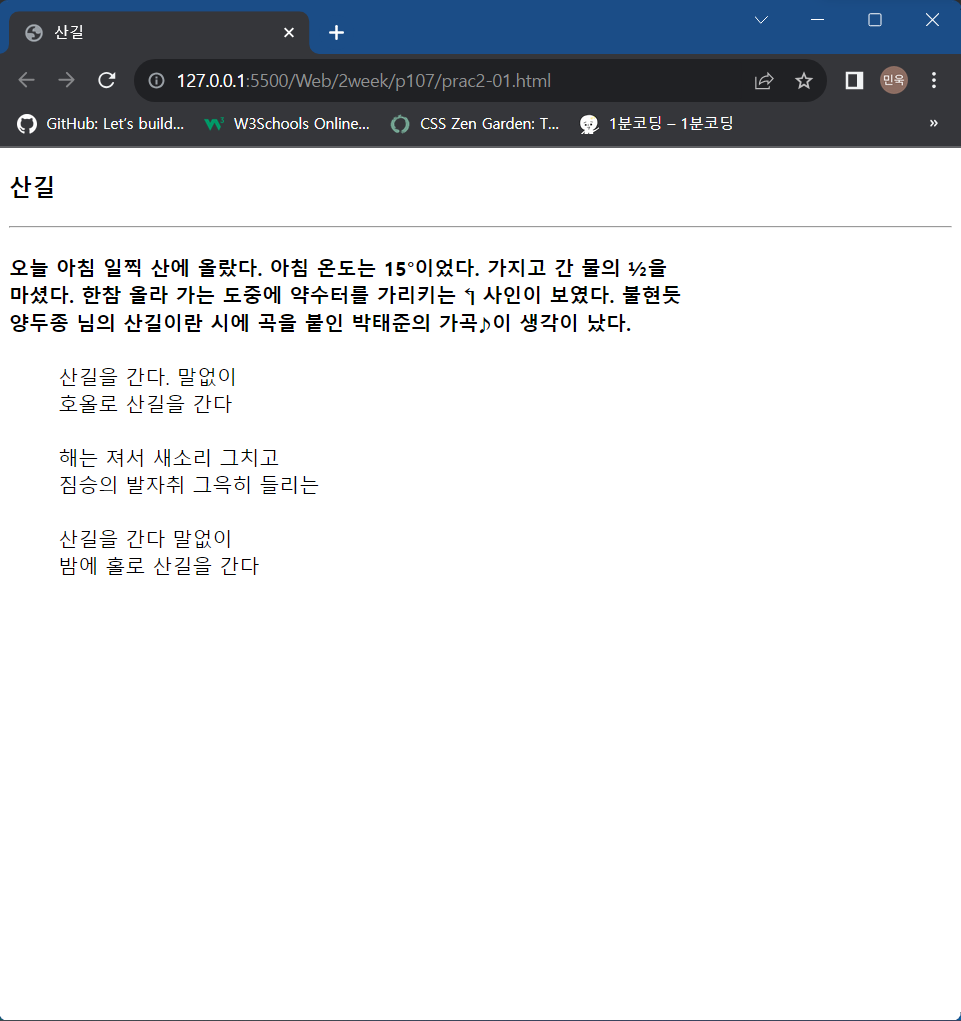 산길
127.0.0.1:5500/Web/2week/p107/prac2-01.html
민욱
GitHub: Let's build...
W3Schools Online...
CSS Zen Garden: T...
1분코딩 – 1분코딩
»
산길
오늘 아침 일찍 산에 올랐다. 아침 온도는 15°이었다. 가지고 간 물의 ½을
마셨다. 한참 올라 가는 도중에 약수터를 가리키는 ↰ 사인이 보였다. 불현듯
양두종 님의 산길이란 시에 곡을 붙인 박태준의 가곡♪이 생각이 났다.
산길을 간다. 말없이
호올로 산길을 간다
해는 져서 새소리 그치고
짐승의 발자취 그윽히 들리는
산길을 간다 말없이
밤에 홀로 산길을 간다